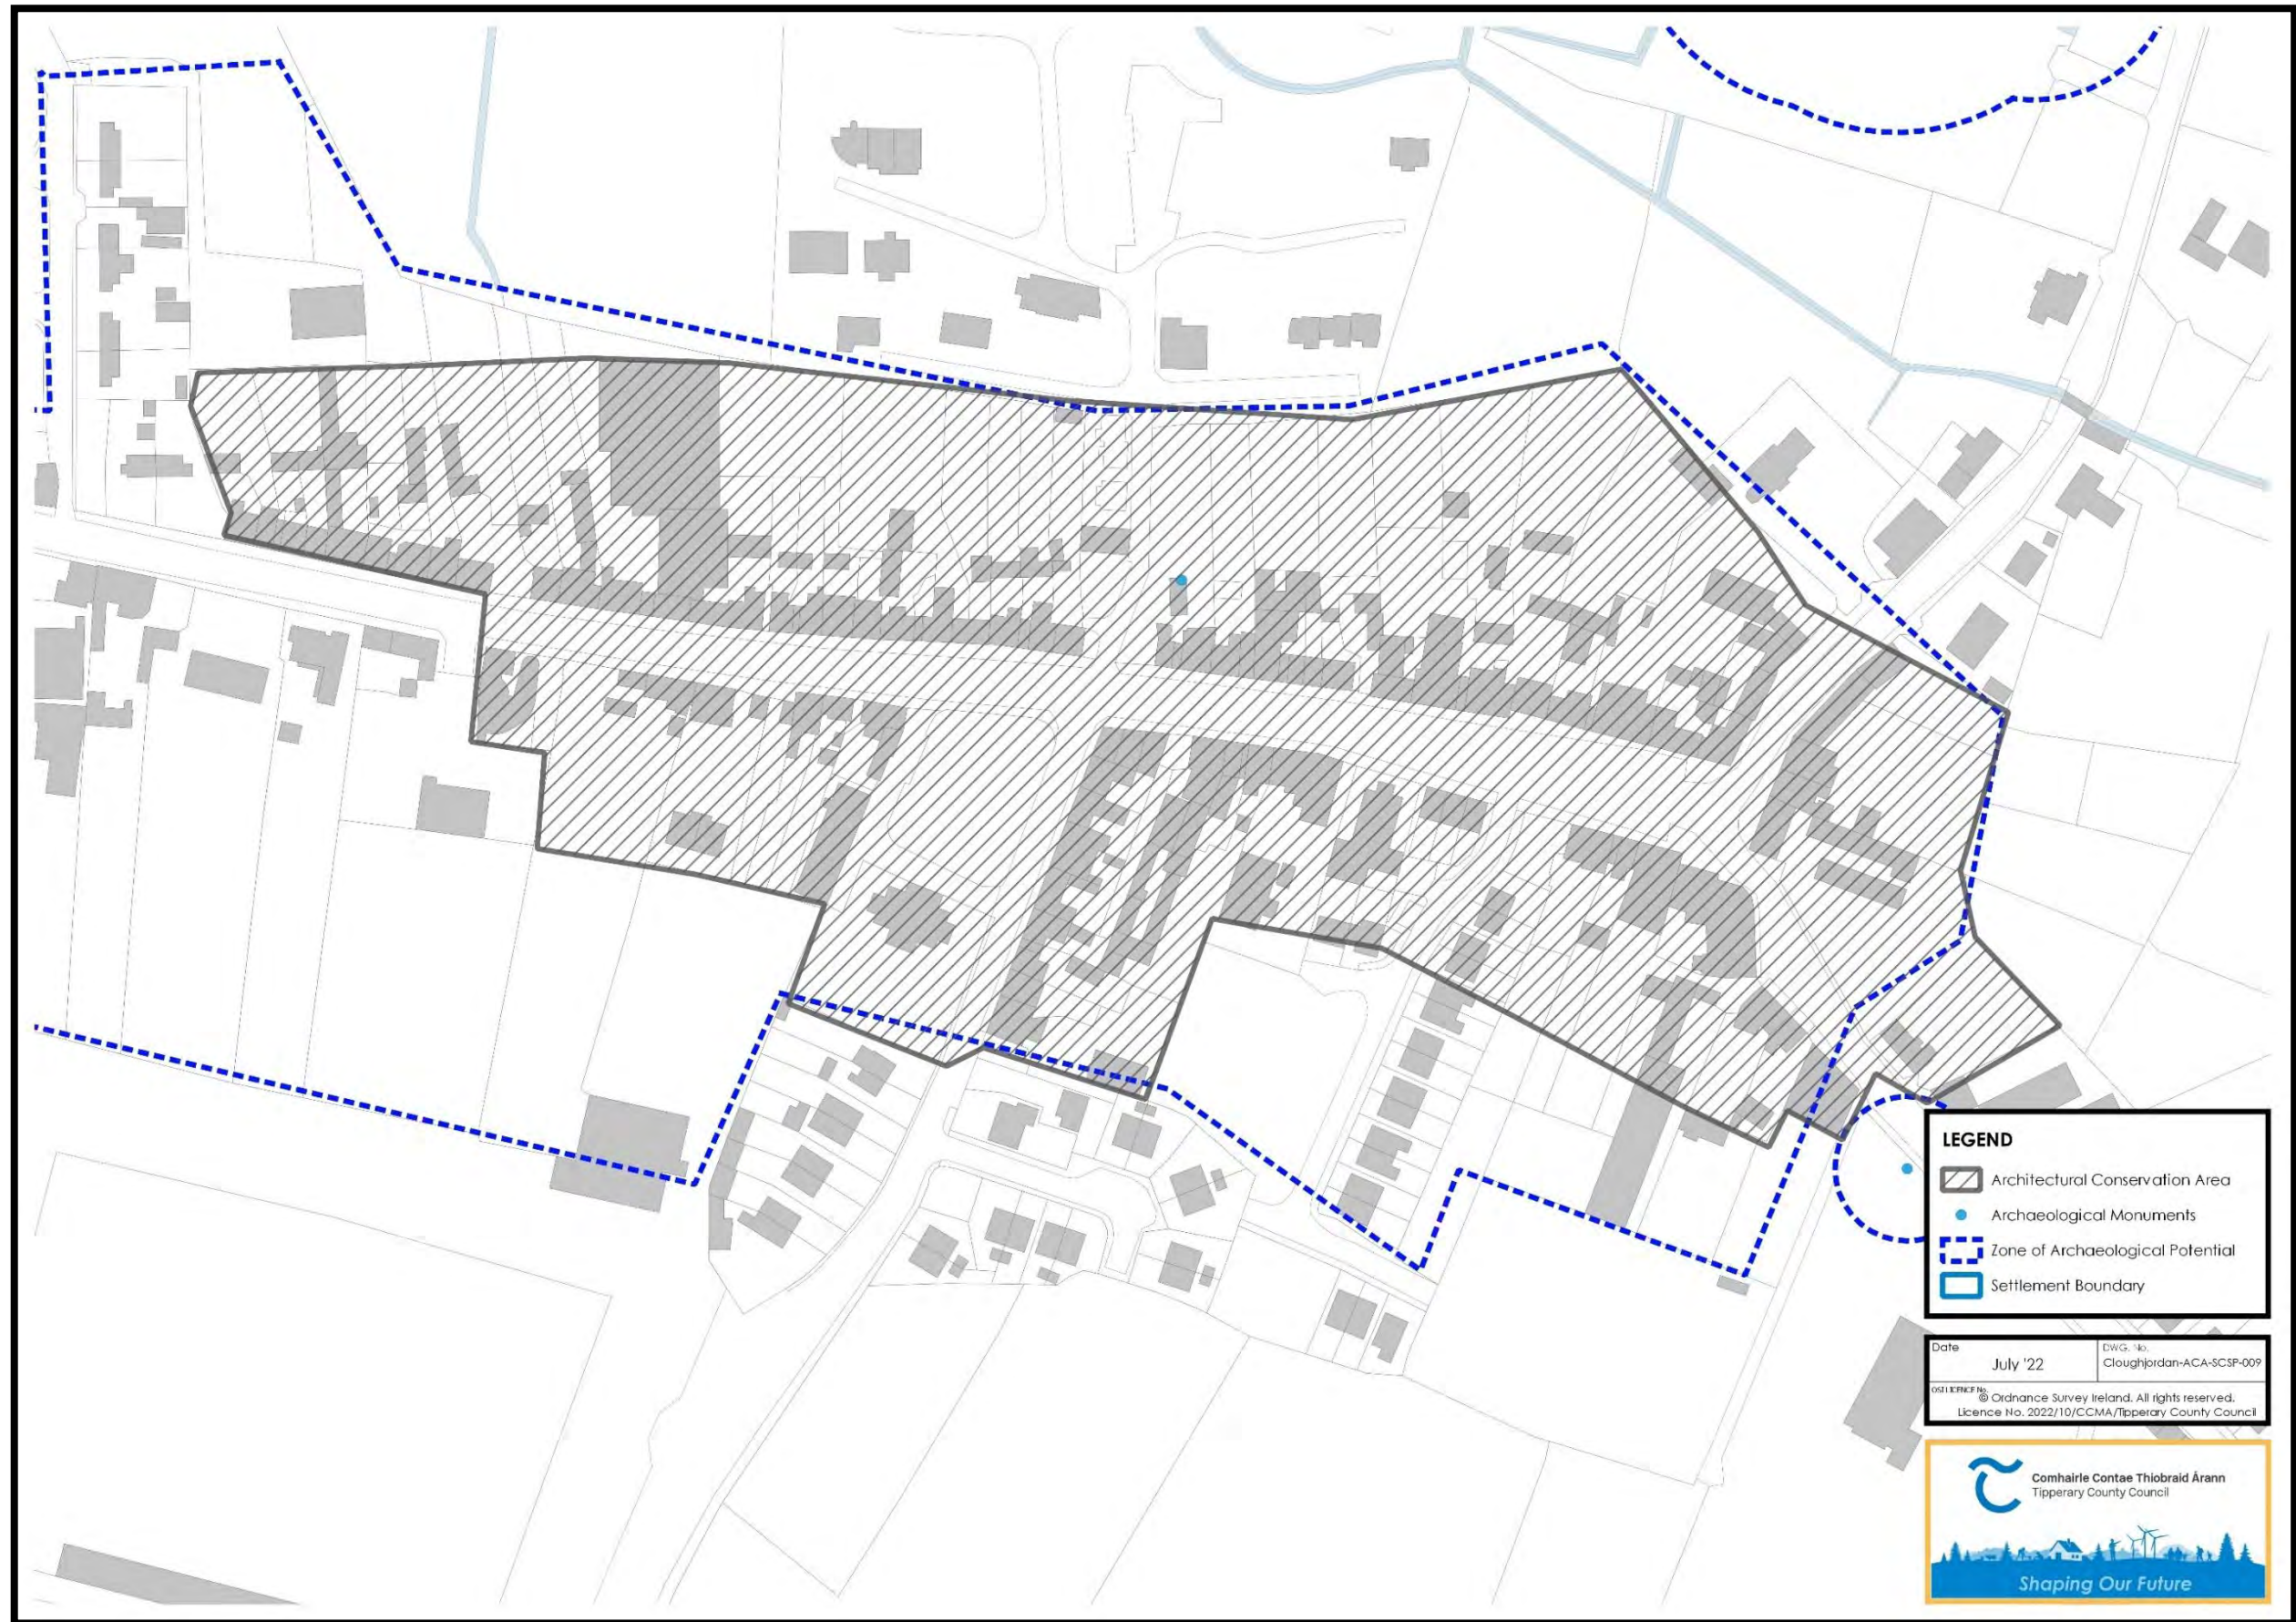 LEGEND
Architectural Conservation Area
Archaeological Monuments
Zone of Archaeological Potential
Settlement Boundary
Date
July '22
DWG. No.
Cloughjordan-ACA-SCSP-009
OSI LICENCE No.
© Ordnance Survey Ireland. All rights reserved.
Licence No. 2022/10/CCMA/Tipperary County Council
Comhairle Contae Thiobraid Árann
Tipperary County Council
Shaping Our Future